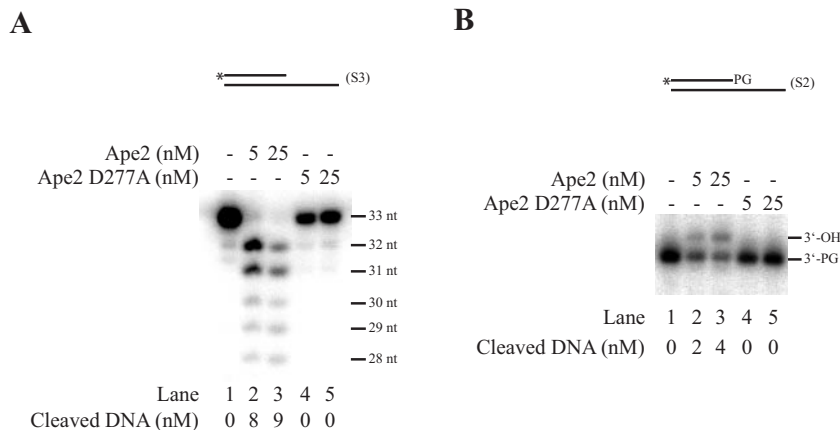 A
* (S3)
Ape2 (nM) - 5 25 - -
Ape2 D277A (nM) - - - 5 25
33 nt
32 nt
31 nt
30 nt
29 nt
28 nt
Lane 1 2 3 4 5
Cleaved DNA (nM) 0 8 9 0 0
B
* PG (S2)
Ape2 (nM) - 5 25 - -
Ape2 D277A (nM) - - - 5 25
3‘-OH
3‘-PG
Lane 1 2 3 4 5
Cleaved DNA (nM) 0 2 4 0 0